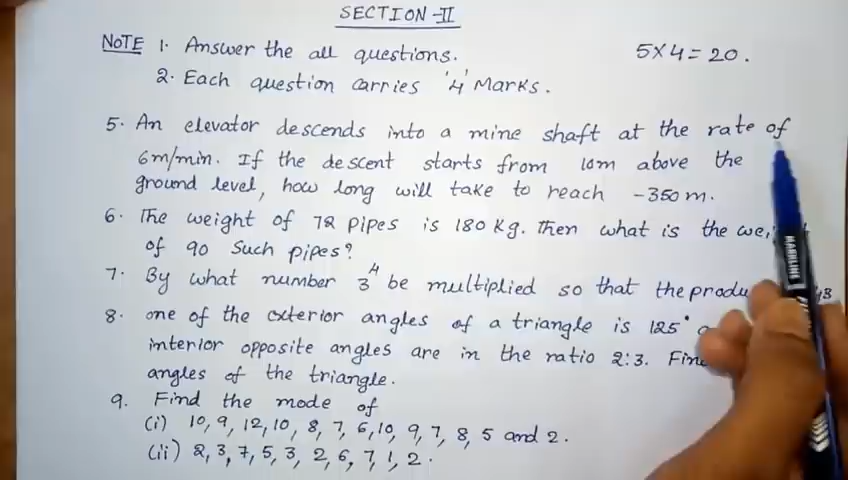 SECTION-II
NOTE 1. Answer the all questions. 5X4=20.
2. Each question carries '4' Marks.
5. An elevator descends into a mine shaft at the rate of
6m/min. If the descent starts from 10m above the
ground level, how long will take to reach -350m.
6. The weight of 72 pipes is 180 kg. then what is the
of 90 such pipes?
7. By what number 3⁴ be multiplied so that the
8. one of the exterior angles of a triangle is 125°
interior opposite angles are in the ratio 2:3.
angles of the triangle.
9. Find the mode of
(i) 10, 9, 12, 10, 8, 7, 6, 10, 9, 7, 8, 5 and 2.
(ii) 2, 3, 7, 5, 3, 2, 6, 7, 1, 2.